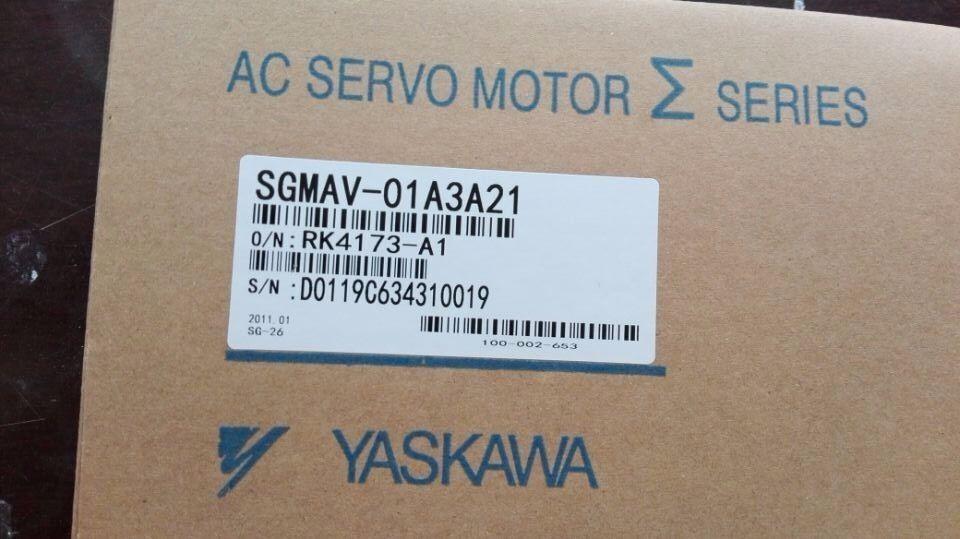 AC SERVO MOTOR Σ SERIES
SGMAV-01A3A21
O/N:RK4173-A1
S/N:D0119C634310019
2011.01
SG-26
100-002-653
YASKAWA